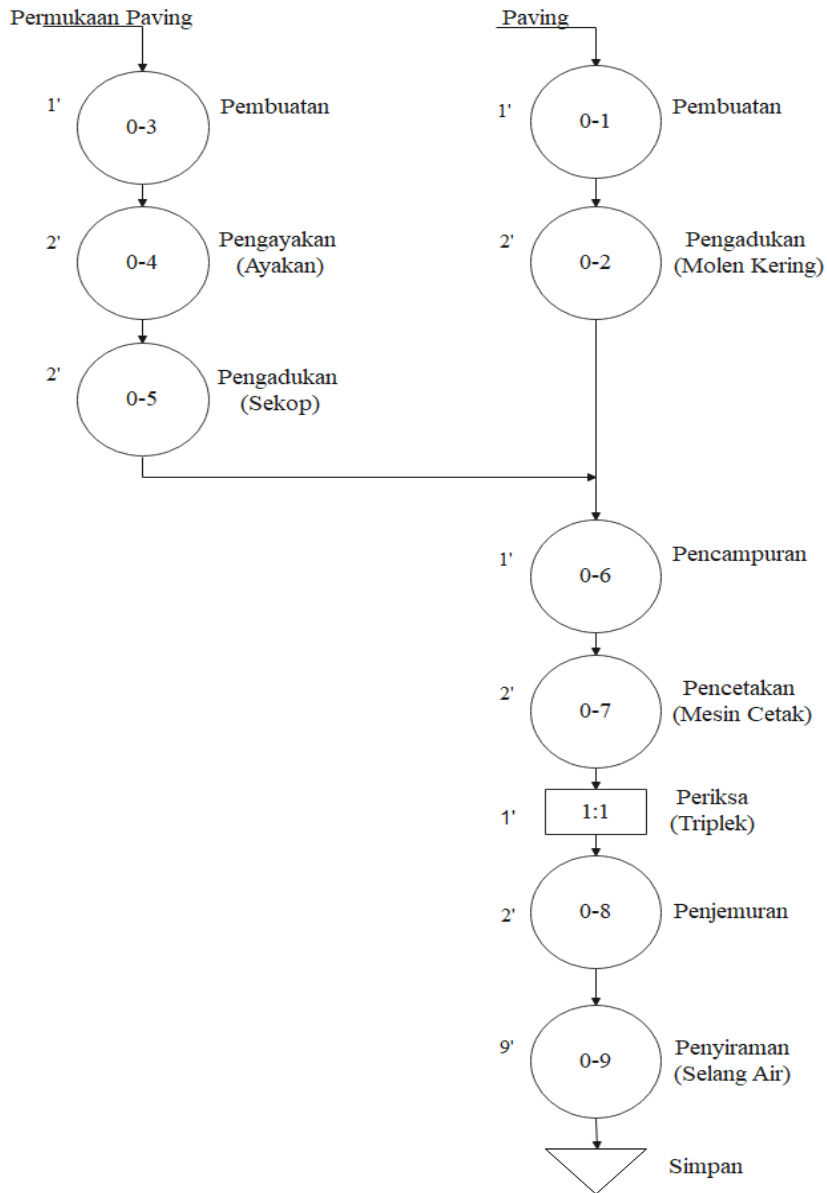 Permukaan Paving
Paving
1'
0-3
Pembuatan
1'
0-1
Pembuatan
2'
0-4
Pengayakan
(Ayakan)
2'
0-2
Pengadukan
(Molen Kering)
2'
0-5
Pengadukan
(Sekop)
1'
0-6
Pencampuran
2'
0-7
Pencetakan
(Mesin Cetak)
1'
1:1
Periksa
(Triplek)
2'
0-8
Penjemuran
9'
0-9
Penyiraman
(Selang Air)
Simpan